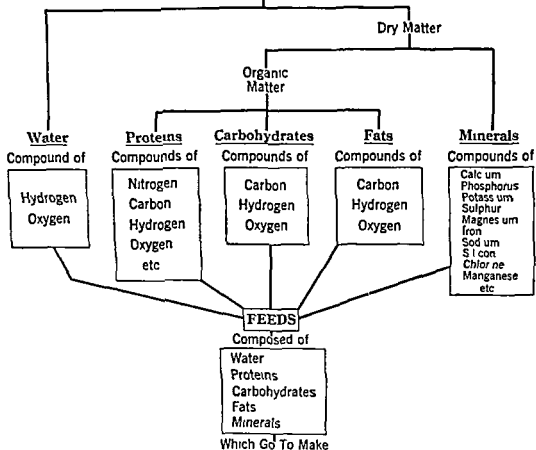 Dry Matter
Organic
Matter
Water
Compound of
Hydrogen
Oxygen
Proteins
Compounds of
Nitrogen
Carbon
Hydrogen
Oxygen
etc
Carbohydrates
Compounds of
Carbon
Hydrogen
Oxygen
Fats
Compounds of
Carbon
Hydrogen
Oxygen
Minerals
Compounds of
Calc um
Phosphorus
Potass um
Sulphur
Magnes um
Iron
Sod um
S l con
Chlor ne
Manganese
etc
FEEDS
Composed of
Water
Proteins
Carbohydrates
Fats
Minerals
Which Go To Make